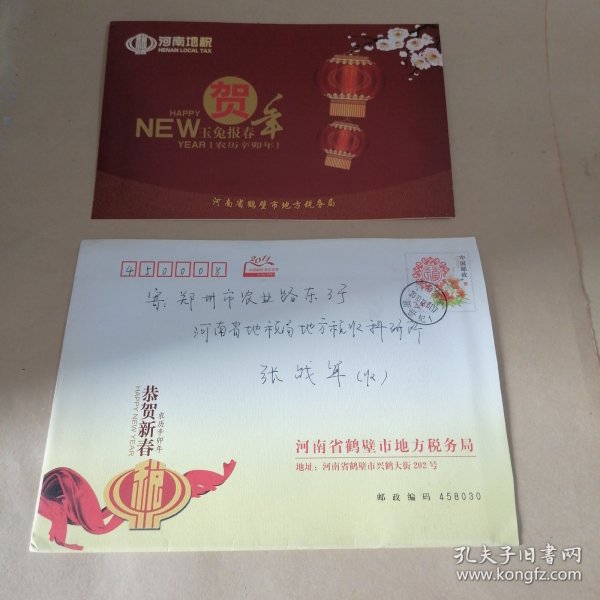 河南地税
HENAN LOCAL TAX
贺年
HAPPY
NEW 玉兔报春
YEAR [农历辛卯年]
河南省鹤壁市地方税务局
450008
2011
中国邮政
寄: 郑州市农业路东3号
河南省地税局地方税收科研所
张战军(收)
恭贺新春
HAPPY NEW YEAR
农历辛卯年
税
河南省鹤壁市地方税务局
地址：河南省鹤壁市兴鹤大街202号
邮政编码 458030
孔夫子旧书网
www.kongfz.com